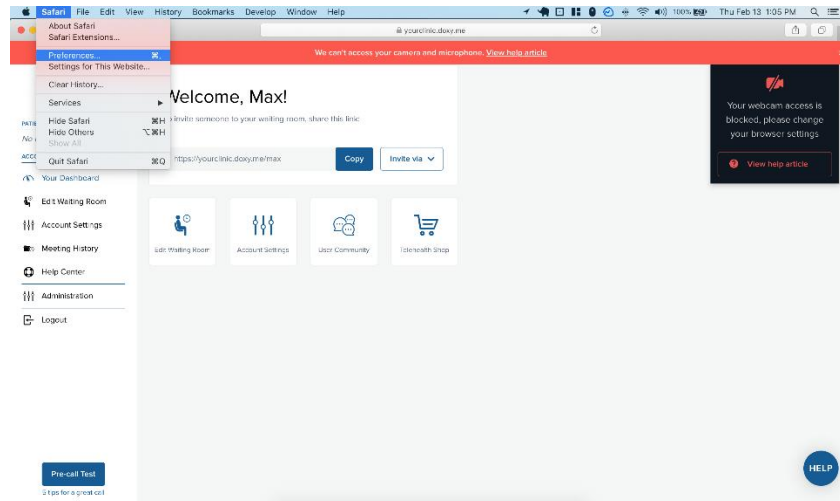 Safari File Edit View History Bookmarks Develop Window Help 100% Thu Feb 13 1:05 PM
About Safari
Safari Extensions...
Preferences... ⌘,
Settings for This Website...
Clear History...
Services
Hide Safari ⌘H
Hide Others ⌥⌘H
Show All
Quit Safari ⌘Q
yourclinic.doxy.me
We can't access your camera and microphone. View help article
Your webcam access is
blocked, please change
your browser settings
View help article
Welcome, Max!
invite someone to your waiting room, share this link:
https://yourclinic.doxy.me/max
Copy
Invite via
Your Dashboard
Edit Waiting Room
Account Settings
Meeting History
Help Center
Administration
Logout
Edit Waiting Room
Account Settings
User Community
Telehealth Shop
Pre-call Test
5 tips for a great call
HELP